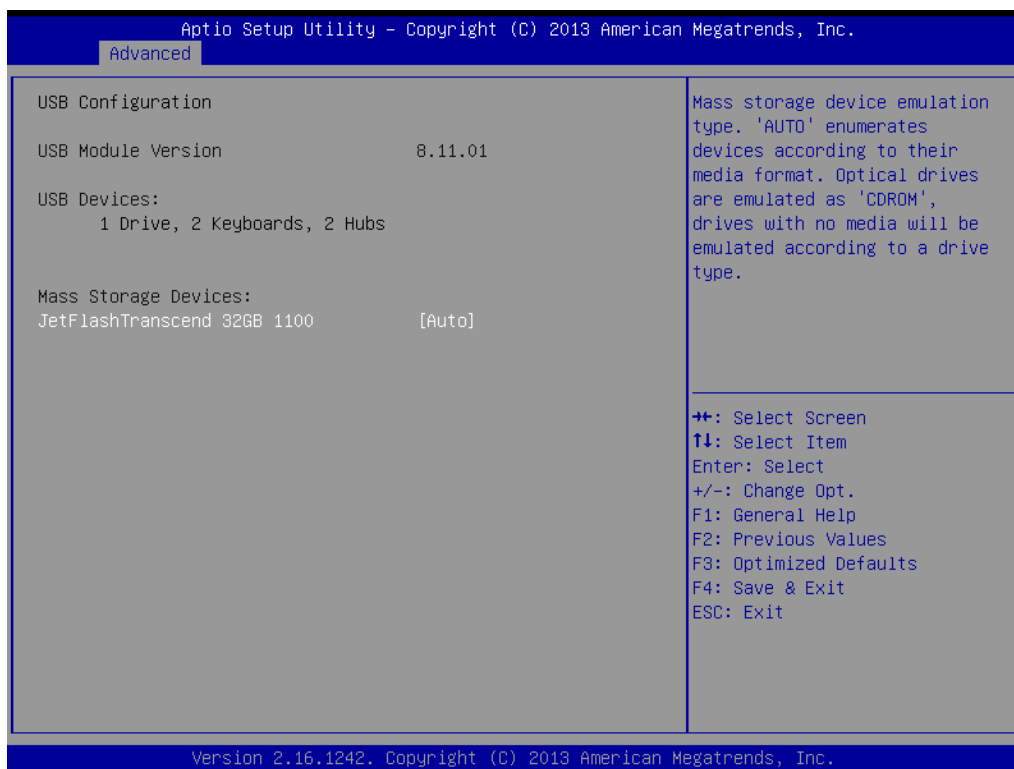 Aptio Setup Utility – Copyright (C) 2013 American Megatrends, Inc.
Advanced
USB Configuration
USB Module Version 8.11.01
USB Devices:
1 Drive, 2 Keyboards, 2 Hubs
Mass Storage Devices:
JetFlashTranscend 32GB 1100 [Auto]
Mass storage device emulation
type. 'AUTO' enumerates
devices according to their
media format. Optical drives
are emulated as 'CDROM',
drives with no media will be
emulated according to a drive
type.
→←: Select Screen
↑↓: Select Item
Enter: Select
+/-: Change Opt.
F1: General Help
F2: Previous Values
F3: Optimized Defaults
F4: Save & Exit
ESC: Exit
Version 2.16.1242. Copyright (C) 2013 American Megatrends, Inc.